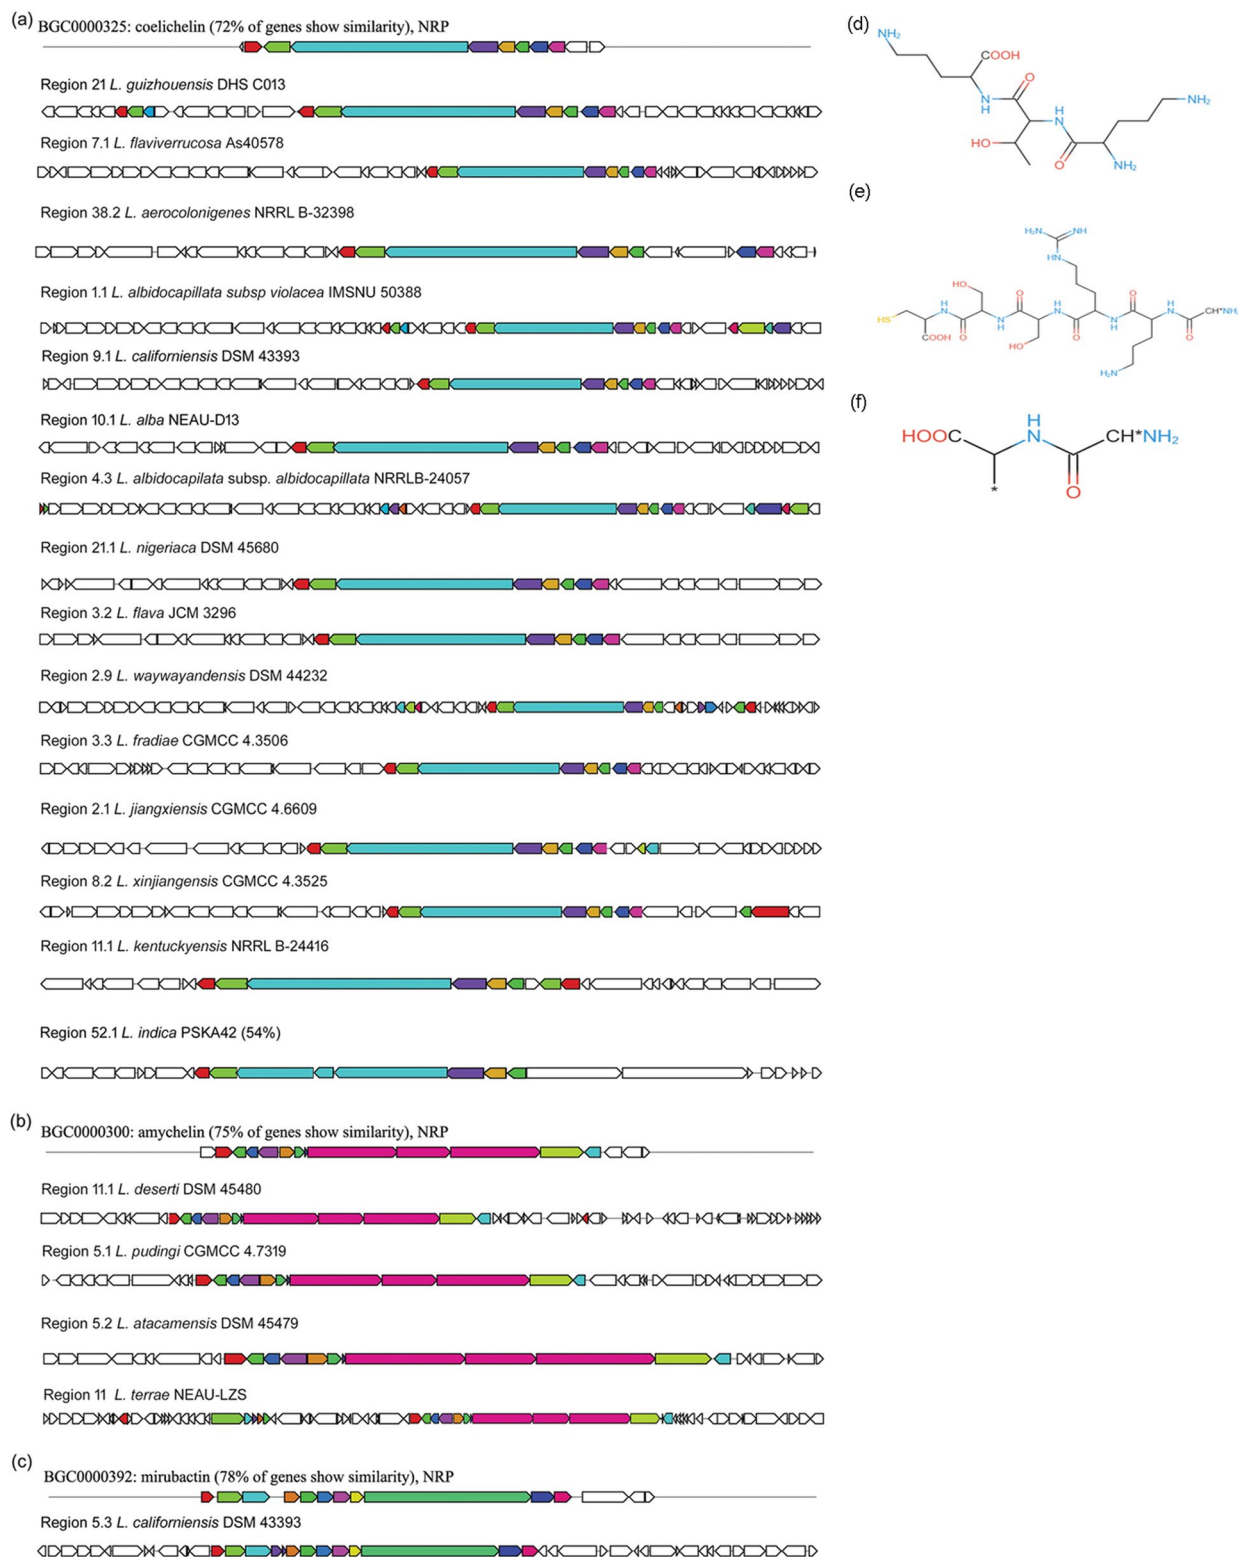 (a)
BGC0000325: coelichelin (72% of genes show similarity), NRP
Region 21 L. guizhouensis DHS C013
Region 7.1 L. flaviverrucosa As40578
Region 38.2 L. aerocolonigenes NRRL B-32398
Region 1.1 L. albidocapillata subsp violacea IMSNU 50388
Region 9.1 L. californiensis DSM 43393
Region 10.1 L. alba NEAU-D13
Region 4.3 L. albidocapilata subsp. albidocapillata NRRLB-24057
Region 21.1 L. nigeriaca DSM 45680
Region 3.2 L. flava JCM 3296
Region 2.9 L. waywayandensis DSM 44232
Region 3.3 L. fradiae CGMCC 4.3506
Region 2.1 L. jiangxiensis CGMCC 4.6609
Region 8.2 L. xinjiangensis CGMCC 4.3525
Region 11.1 L. kentuckyensis NRRL B-24416
Region 52.1 L. indica PSKA42 (54%)
(b)
BGC0000300: amychelin (75% of genes show similarity), NRP
Region 11.1 L. deserti DSM 45480
Region 5.1 L. pudingi CGMCC 4.7319
Region 5.2 L. atacamensis DSM 45479
Region 11 L. terrae NEAU-LZS
(c)
BGC0000392: mirubactin (78% of genes show similarity), NRP
Region 5.3 L. californiensis DSM 43393
(d)
NH2
COOH
O
N
H
H
N
NH2
HO
O
NH2
(e)
H2N
NH
HN
HO
O
O
H
N
H
N
H
N
HS
N
H
N
H
N
H
CH*NH2
COOH
O
O
O
HO
H2N
(f)
HOOC
H
N
CH*NH2
*
O